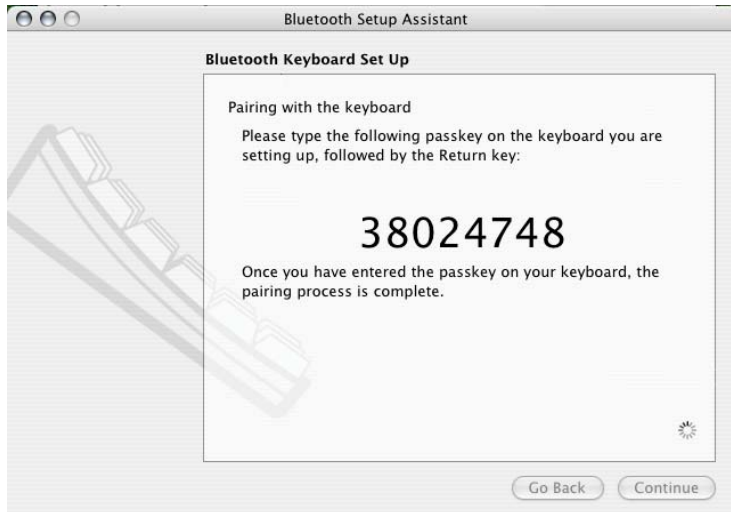 Bluetooth Setup Assistant
Bluetooth Keyboard Set Up
Pairing with the keyboard
Please type the following passkey on the keyboard you are
setting up, followed by the Return key:
38024748
Once you have entered the passkey on your keyboard, the
pairing process is complete.
Go Back
Continue